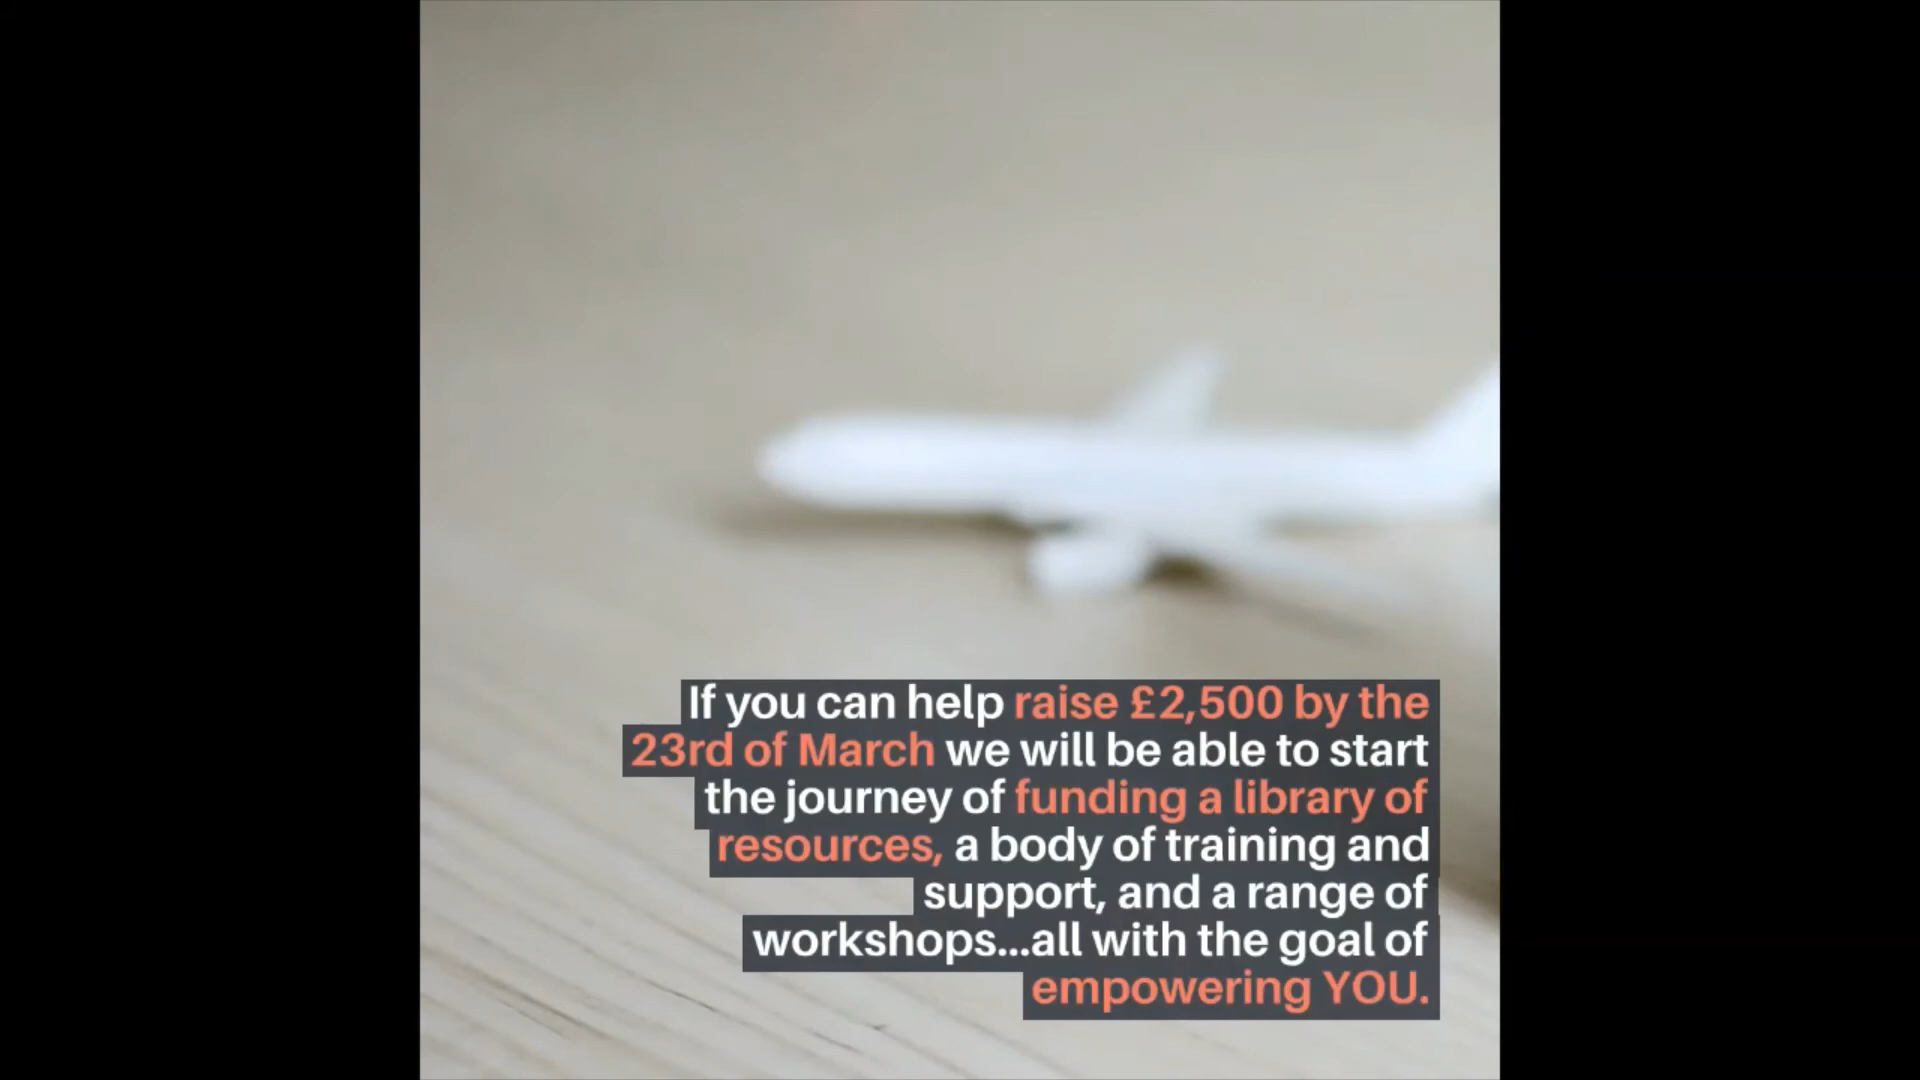 If you can help raise £2,500 by the
23rd of March we will be able to start
the journey of funding a library of
resources, a body of training and
support, and a range of
workshops...all with the goal of
empowering YOU.